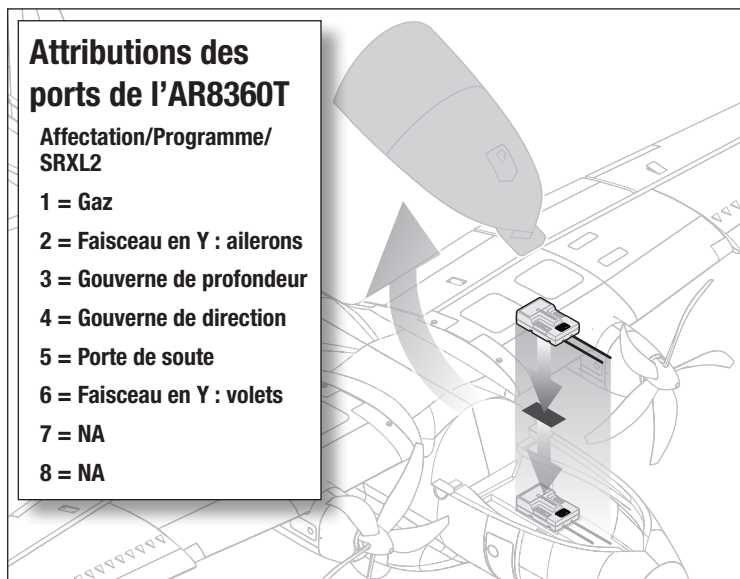 Attributions des
ports de l’AR8360T
Affectation/Programme/
SRXL2
1 = Gaz
2 = Faisceau en Y : ailerons
3 = Gouverne de profondeur
4 = Gouverne de direction
5 = Porte de soute
6 = Faisceau en Y : volets
7 = NA
8 = NA